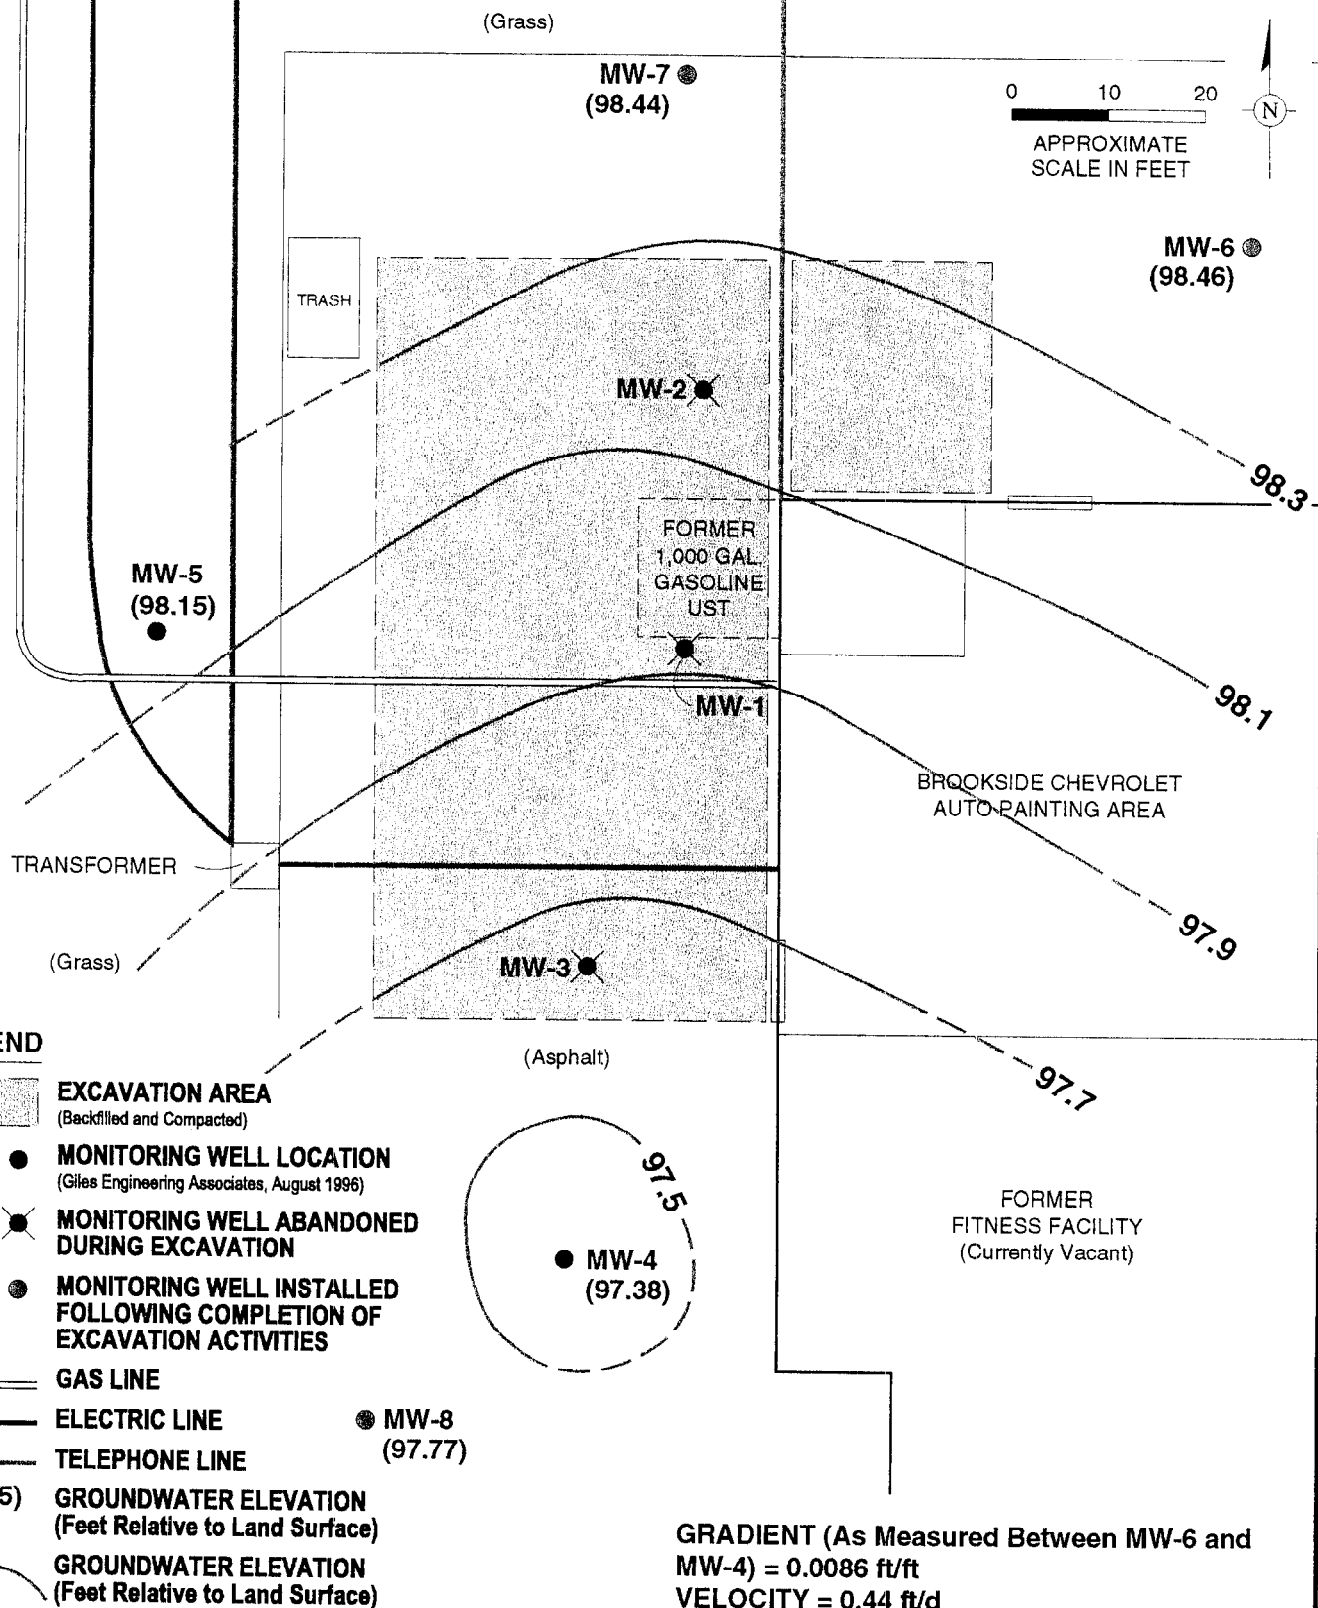 (Grass)
MW-7
(98.44)
0 10 20
APPROXIMATE
SCALE IN FEET
N
MW-6
(98.46)
TRASH
MW-2
98.3
FORMER
1,000 GAL.
GASOLINE
UST
MW-5
(98.15)
MW-1
98.1
BROOKSIDE CHEVROLET
AUTO PAINTING AREA
TRANSFORMER
97.9
(Grass)
MW-3
(Asphalt)
97.7
END
EXCAVATION AREA
(Backfilled and Compacted)
MONITORING WELL LOCATION
(Giles Engineering Associates, August 1996)
MONITORING WELL ABANDONED
DURING EXCAVATION
MONITORING WELL INSTALLED
FOLLOWING COMPLETION OF
EXCAVATION ACTIVITIES
GAS LINE
ELECTRIC LINE
TELEPHONE LINE
5) GROUNDWATER ELEVATION
(Feet Relative to Land Surface)
GROUNDWATER ELEVATION
(Feet Relative to Land Surface)
97.5
MW-4
(97.38)
MW-8
(97.77)
FORMER
FITNESS FACILITY
(Currently Vacant)
GRADIENT (As Measured Between MW-6 and
MW-4) = 0.0086 ft/ft
VELOCITY = 0.44 ft/d